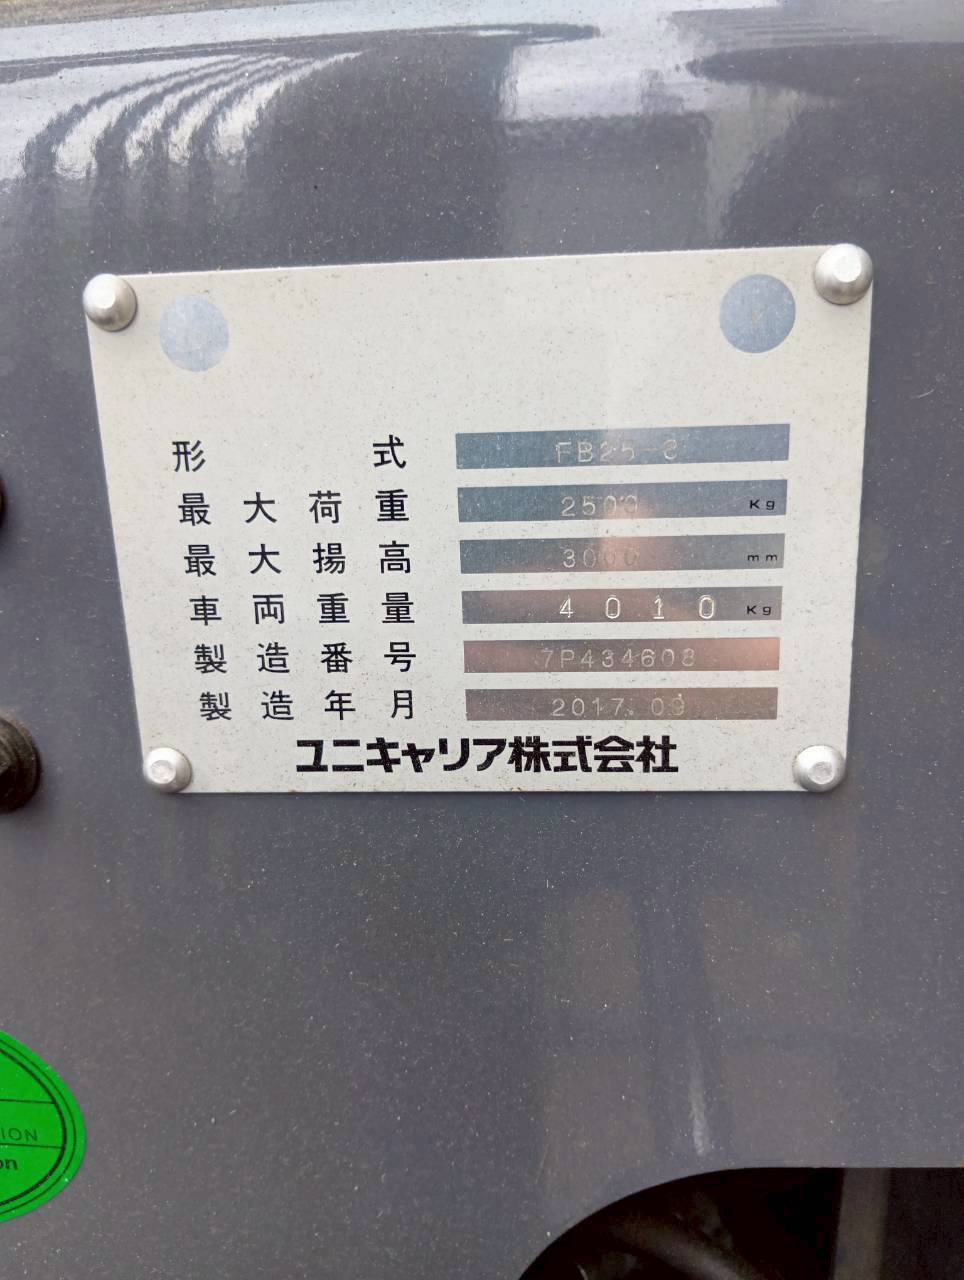 形式 FB25-8
最大荷重 2500 Kg
最大揚高 3000 mm
車両重量 4010 Kg
製造番号 7P434608
製造年月 2017.09
ユニキャリア株式会社
ION
on